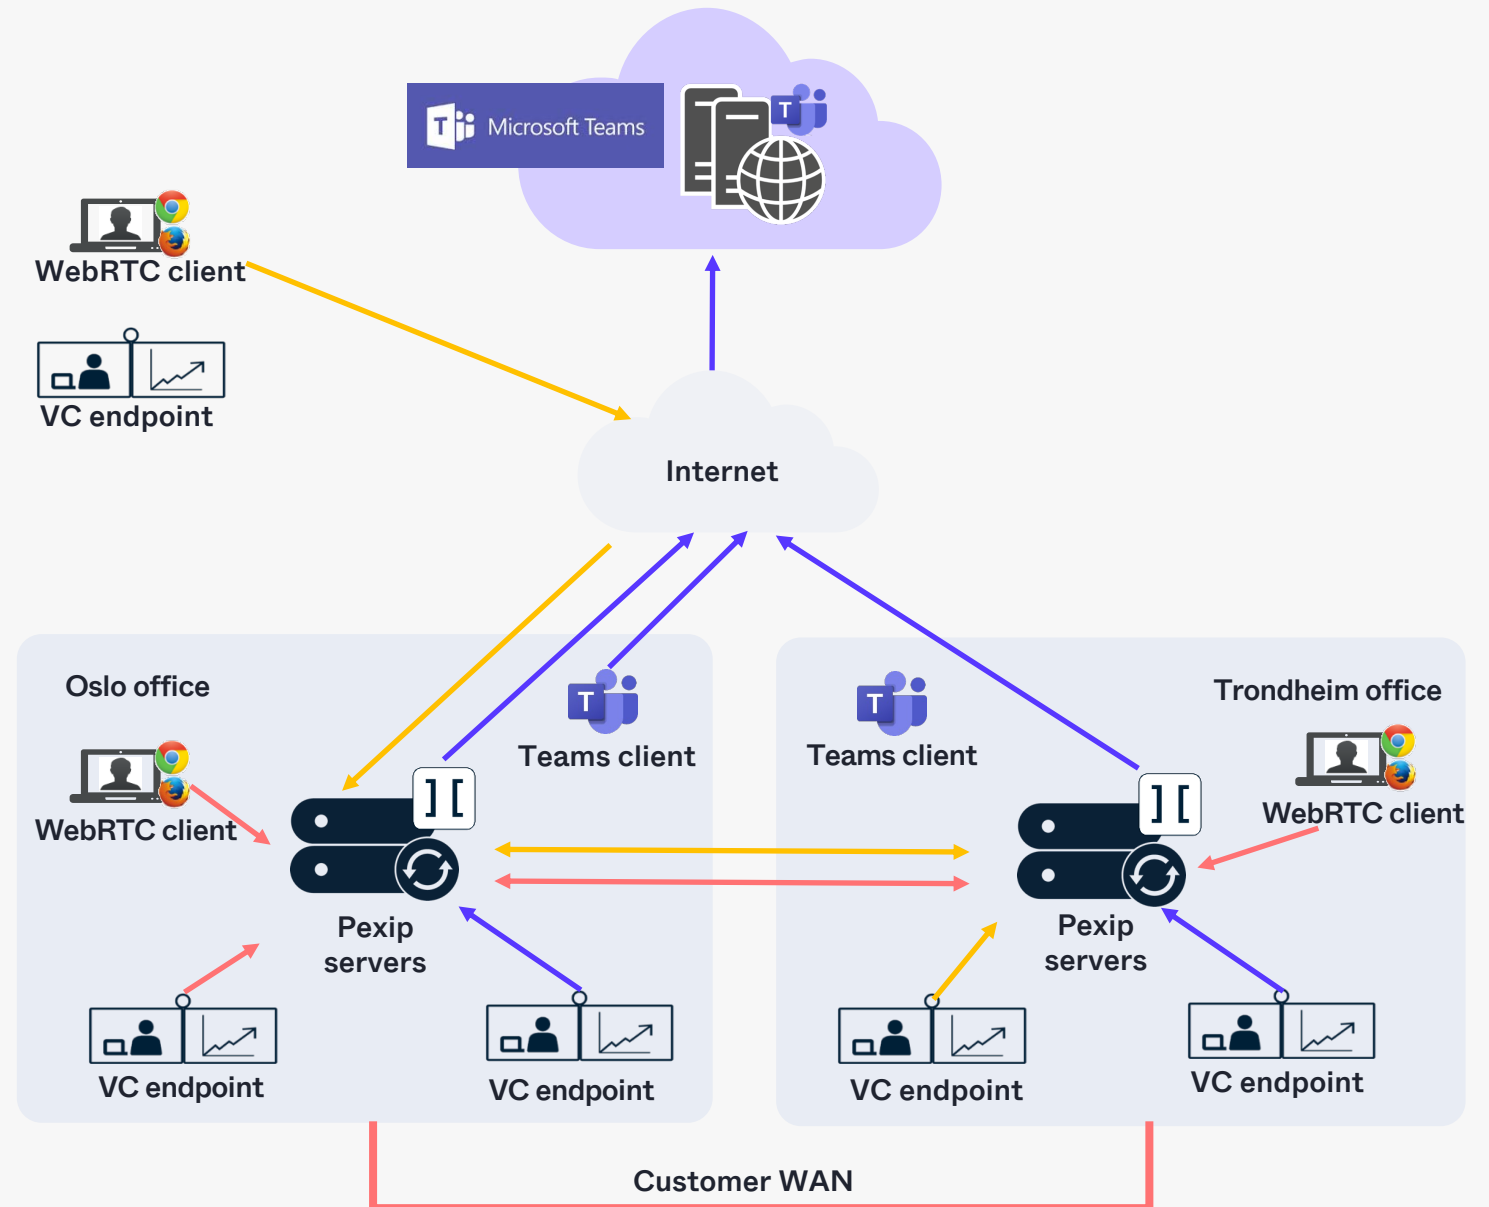 T
Microsoft Teams
T
WebRTC client
VC endpoint
Internet
Oslo office
T
Teams client
WebRTC client
][
Pexip
servers
VC endpoint
VC endpoint
T
Teams client
Trondheim office
][
WebRTC client
Pexip
servers
VC endpoint
VC endpoint
Customer WAN